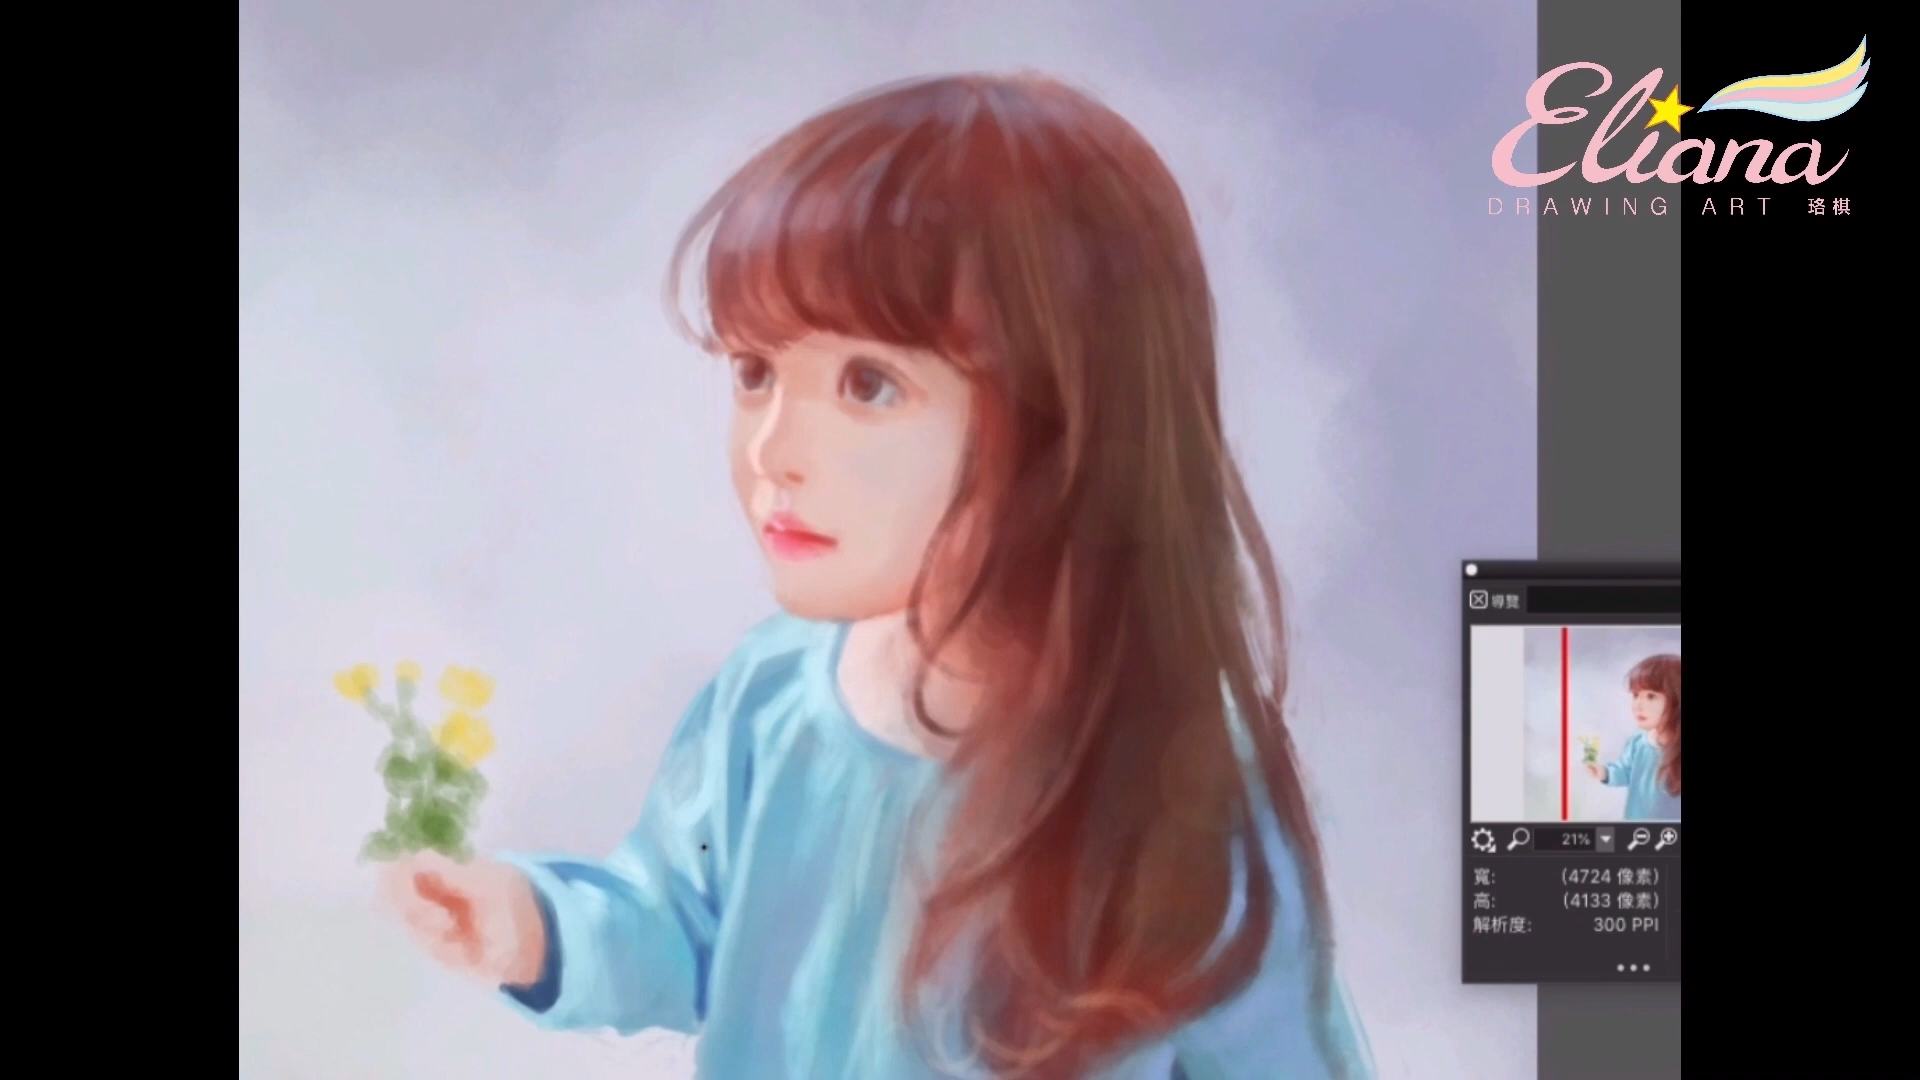 Eliana
DRAWING ART 珞棋
導覽
21%
寬: (4724 像素)
高: (4133 像素)
解析度: 300 PPI